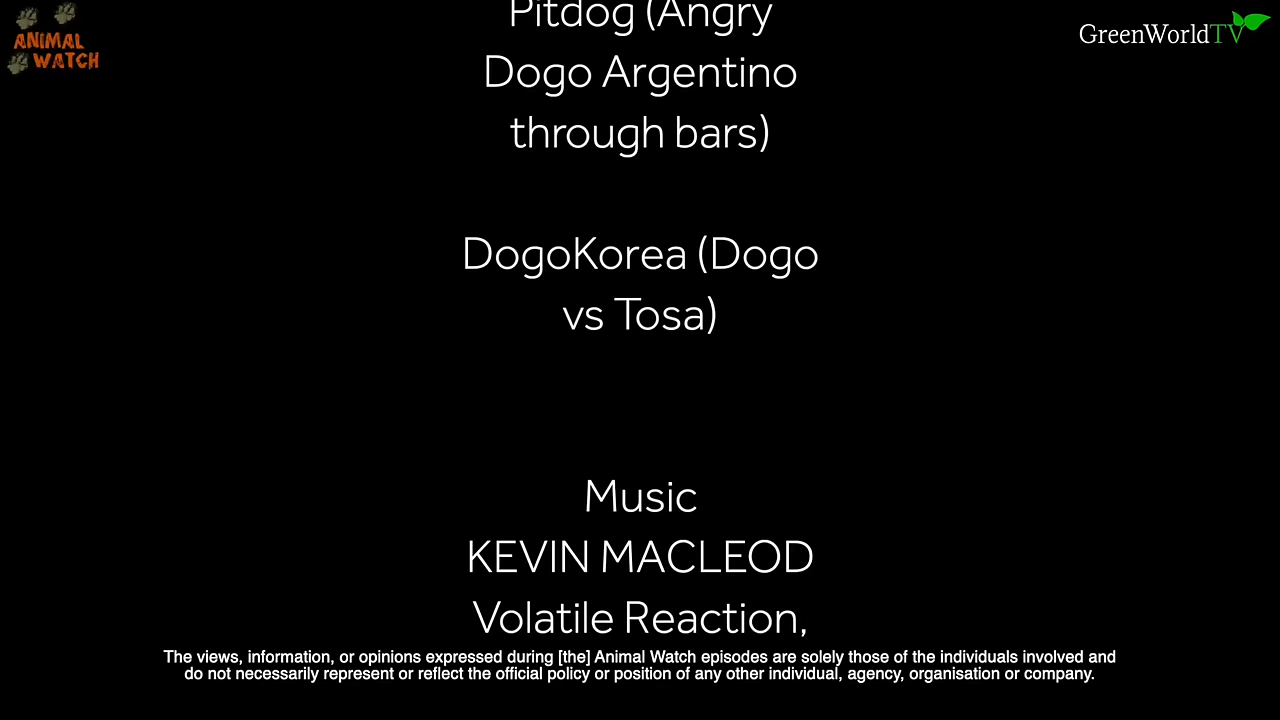 ANIMAL
WATCH
GreenWorldTV
Pitdog (Angry
Dogo Argentino
through bars)
DogoKorea (Dogo
vs Tosa)
Music
KEVIN MACLEOD
Volatile Reaction,
The views, information, or opinions expressed during [the] Animal Watch episodes are solely those of the individuals involved and
do not necessarily represent or reflect the official policy or position of any other individual, agency, organisation or company.